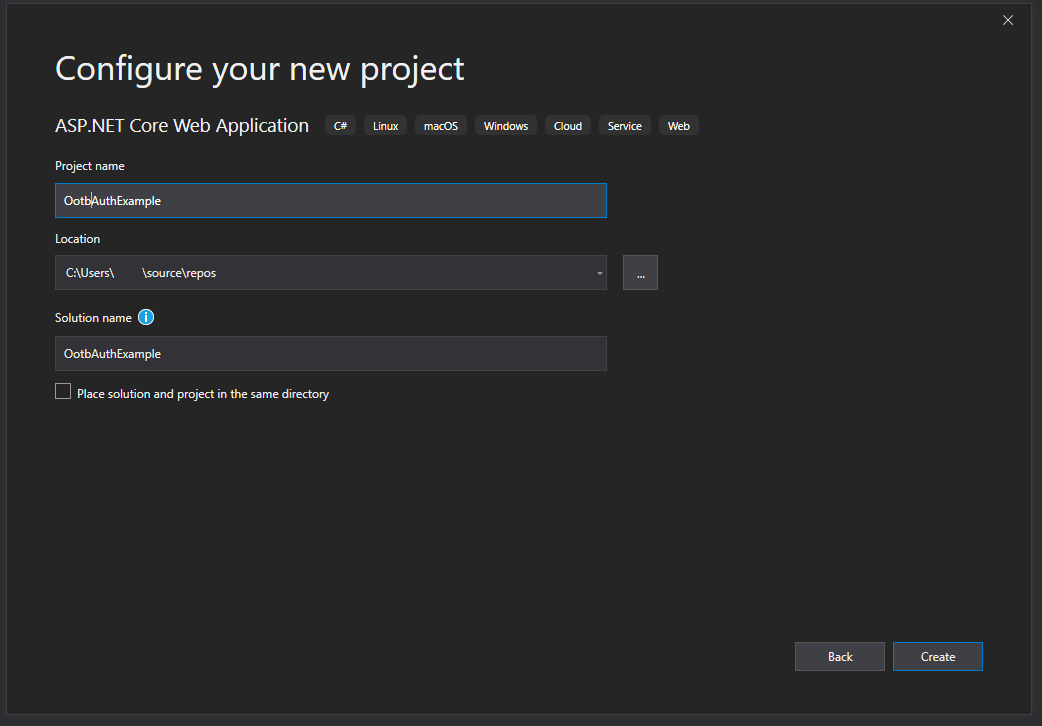 Configure your new project
ASP.NET Core Web Application C# Linux macOS Windows Cloud Service Web
Project name
OotbAuthExample
Location
C:\Users\ \source\repos
...
Solution name
OotbAuthExample
Place solution and project in the same directory
Back Create